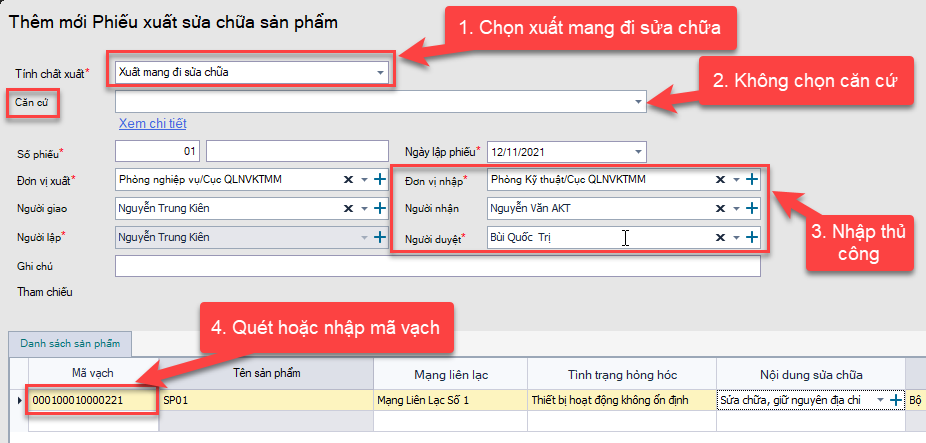 Thêm mới Phiếu xuất sửa chữa sản phẩm
1. Chọn xuất mang đi sửa chữa
Tính chất xuất* Xuất mang đi sửa chữa
2. Không chọn căn cứ
Căn cứ
Xem chi tiết
Số phiếu* 01 Ngày lập phiếu* 12/11/2021
Đơn vị xuất* Phòng nghiệp vụ/Cục QLNVKTMM Đơn vị nhập* Phòng Kỹ thuật/Cục QLNVKTMM
Người giao Nguyễn Trung Kiên Người nhận Nguyễn Văn AKT
Người lập* Nguyễn Trung Kiên Người duyệt* Bùi Quốc Trị
3. Nhập thủ
công
Ghi chú
Tham chiếu
4. Quét hoặc nhập mã vạch
Danh sách sản phẩm
Mã vạch Tên sản phẩm Mạng liên lạc Tình trạng hỏng hóc Nội dung sửa chữa
000100010000221 SP01 Mạng Liên Lạc Số 1 Thiết bị hoạt động không ổn định Sửa chữa, giữ nguyên địa chỉ Bộ